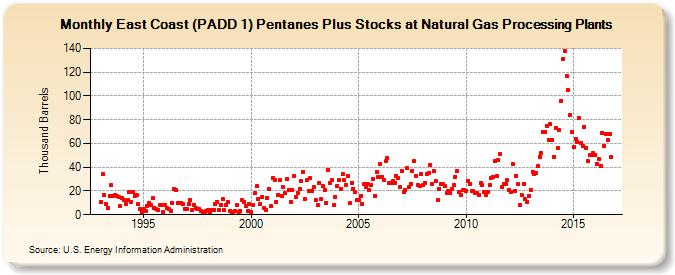 Monthly East Coast (PADD 1) Pentanes Plus Stocks at Natural Gas Processing Plants
Thousand Barrels
140
120
100
80
60
40
20
0
1995 2000 2005 2010 2015
Source: U.S. Energy Information Administration